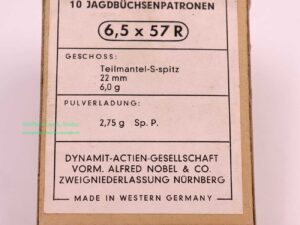 10 JAGDBÜCHSENPATRONEN
6,5 x 57 R
GESCHOSS:
Teilmantel-S-spitz
22 mm
6,0 g
PULVERLADUNG:
2,75 g Sp. P.
DYNAMIT-ACTIEN-GESELLSCHAFT
VORM. ALFRED NOBEL & CO.
ZWEIGNIEDERLASSUNG NÜRNBERG
MADE IN WESTERN GERMANY